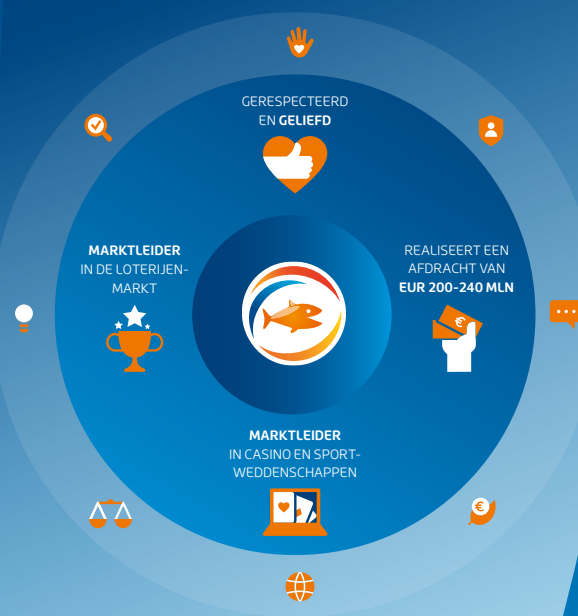 GERESPECTEERD
EN GELIEFD
MARKTLEIDER
IN DE LOTERIJEN-
MARKT
REALISEERT EEN
AFDRACHT VAN
EUR 200-240 MLN
MARKTLEIDER
IN CASINO EN SPORT-
WEDDENSCHAPPEN